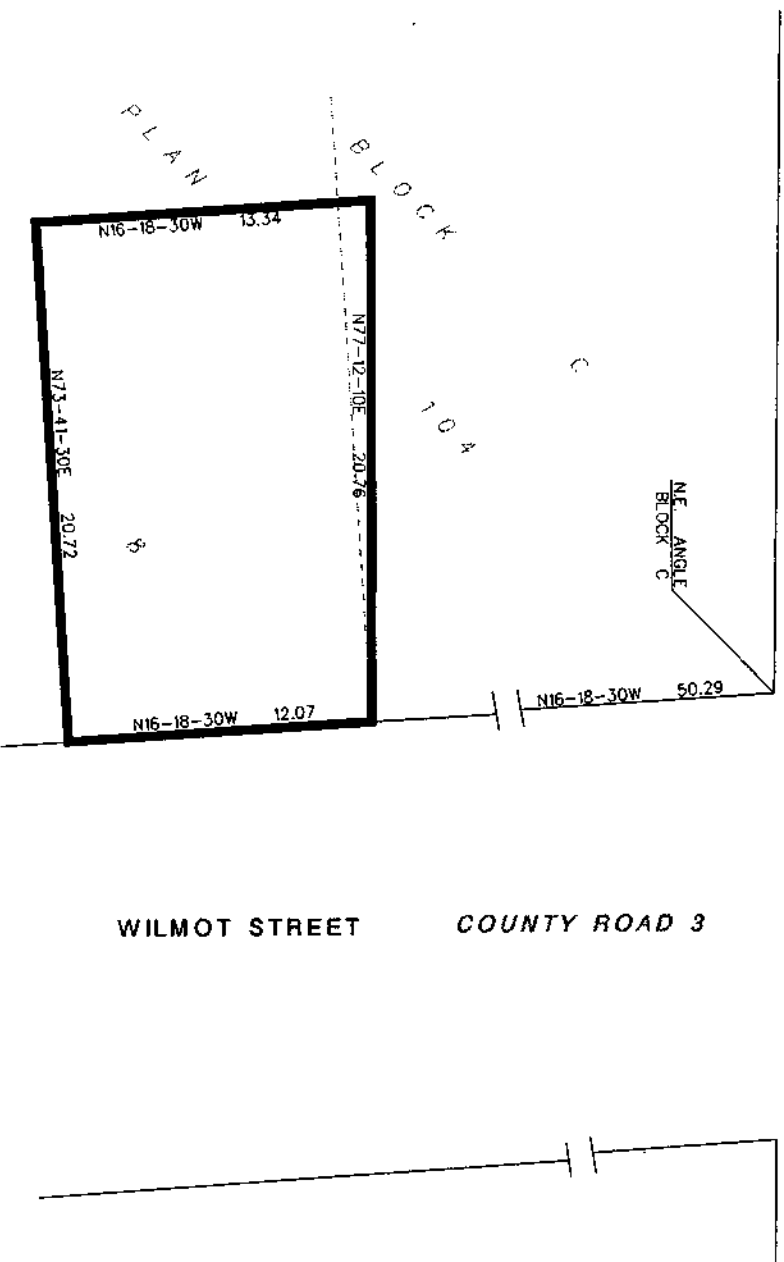 PLAN
BLOCK
N16-18-30W 13.34
N77-12-10E 20.76
C
104
N73-41-30E 20.72
B
N.E. ANGLE
BLOCK C
N16-18-30W 50.29
N16-18-30W 12.07
WILMOT STREET COUNTY ROAD 3